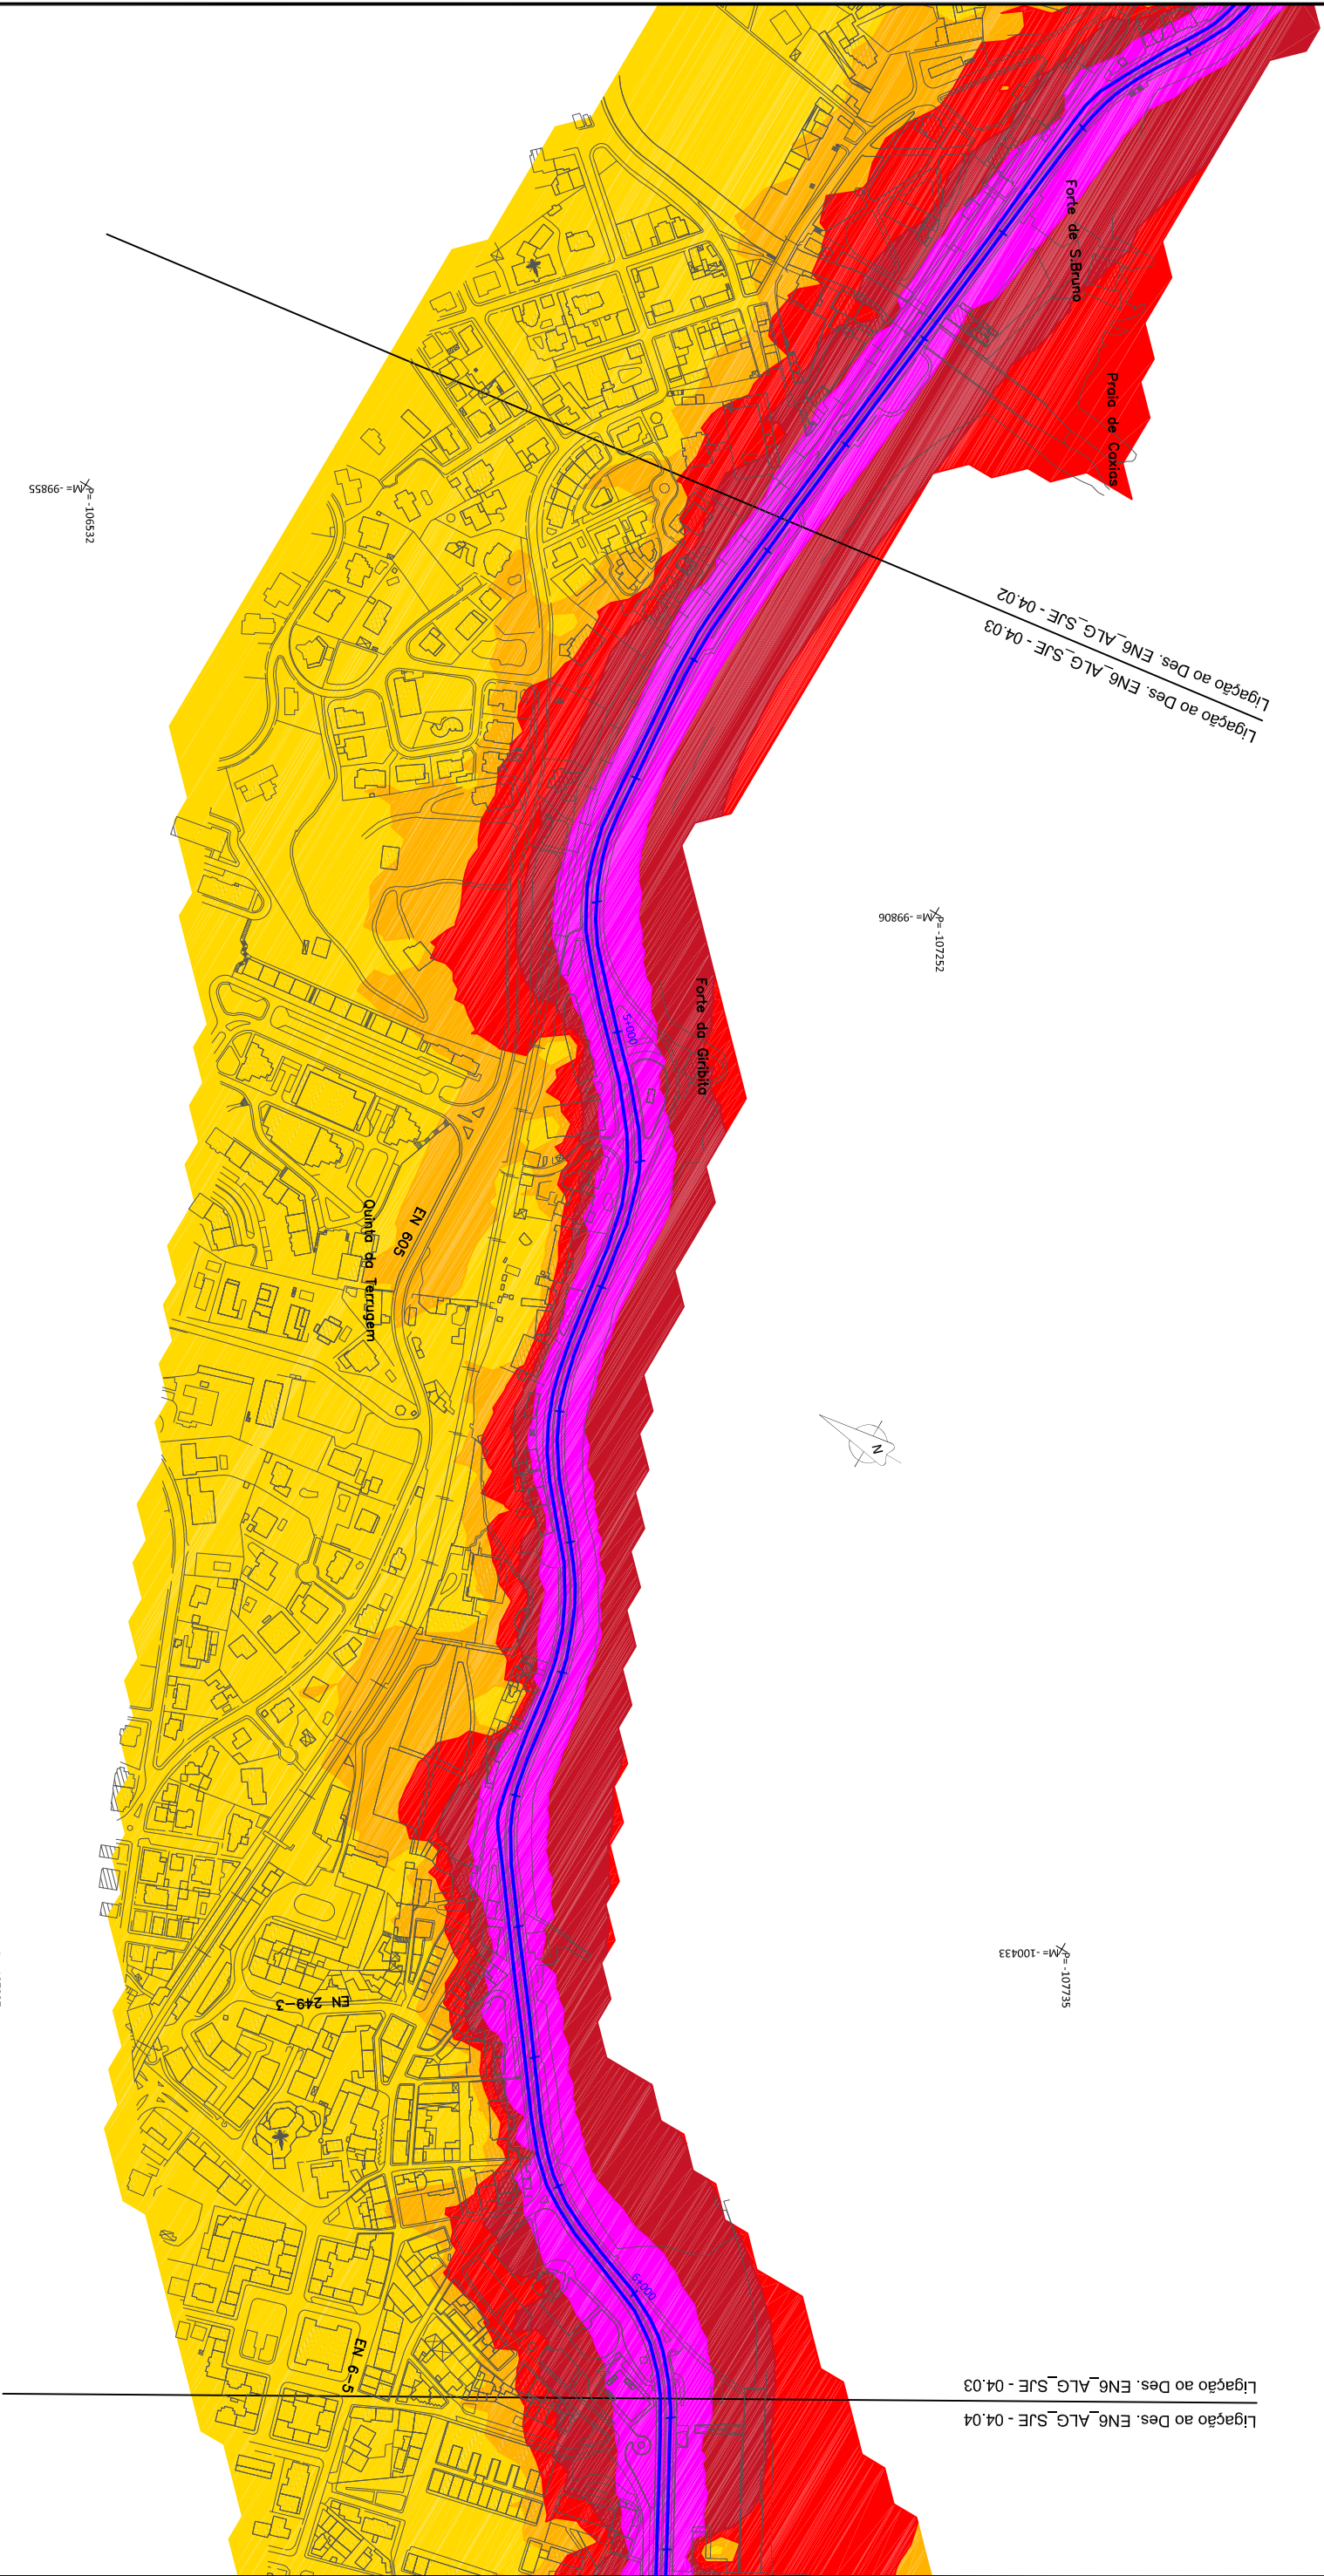 Forte de S.Bruno
Praia de Caxias
M= -99855
P= -106532
Ligação ao Des. EN6_ALG_SJE - 04.02
Ligação ao Des. EN6_ALG_SJE - 04.03
M= -99806
P= -107252
5+000
Forte da Giribita
EN 605
Quinta da Terrugem
N
M= -100433
P= -107735
EN 249-3
6+000
EN 6-5
Ligação ao Des. EN6_ALG_SJE - 04.03
Ligação ao Des. EN6_ALG_SJE - 04.04